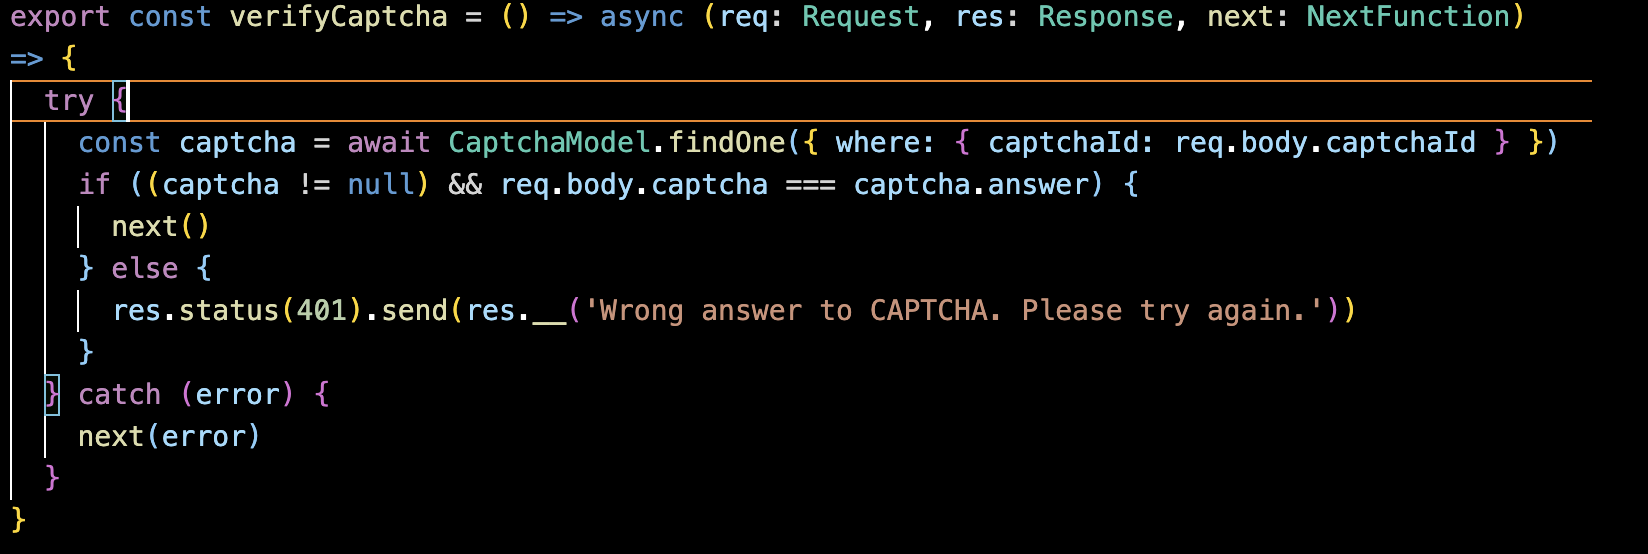 export const verifyCaptcha = () => async (req: Request, res: Response, next: NextFunction)
=> {
  try {
    const captcha = await CaptchaModel.findOne({ where: { captchaId: req.body.captchaId } })
    if ((captcha != null) && req.body.captcha === captcha.answer) {
      next()
    } else {
      res.status(401).send(res.__('Wrong answer to CAPTCHA. Please try again.'))
    }
  } catch (error) {
    next(error)
  }
}